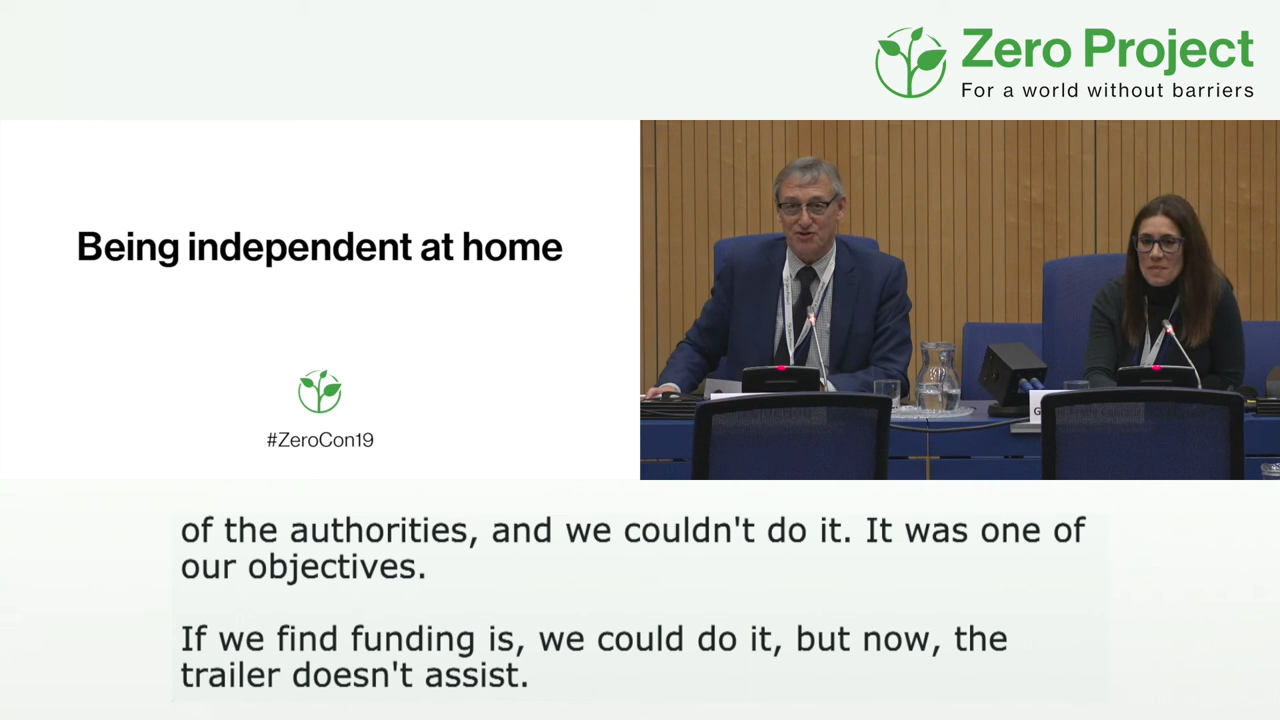 Zero Project
For a world without barriers
Being independent at home
#ZeroCon19
of the authorities, and we couldn't do it. It was one of
our objectives.
If we find funding is, we could do it, but now, the
trailer doesn't assist.